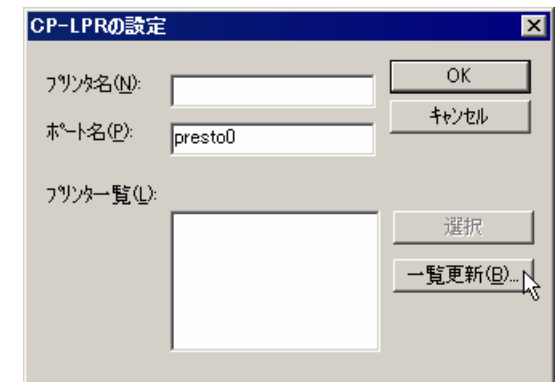 CP-LPRの設定
プリンタ名(N):
OK
ポート名(P):
presto0
キャンセル
プリンタ一覧(L):
選択
一覧更新(B)...